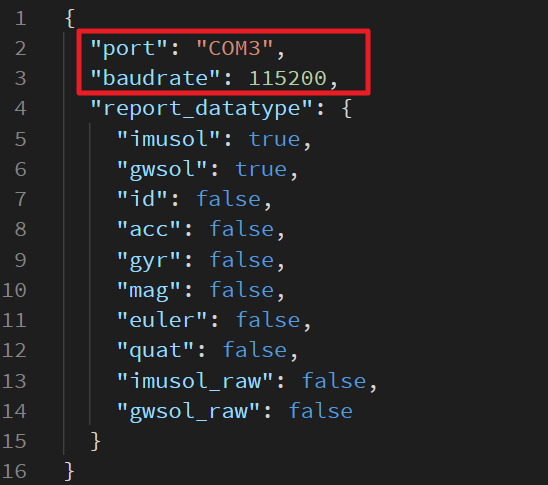 1 {
2 "port": "COM3",
3 "baudrate": 115200,
4 "report_datatype": {
5 "imusol": true,
6 "gwsol": true,
7 "id": false,
8 "acc": false,
9 "gyr": false,
10 "mag": false,
11 "euler": false,
12 "quat": false,
13 "imusol_raw": false,
14 "gwsol_raw": false
15 }
16 }